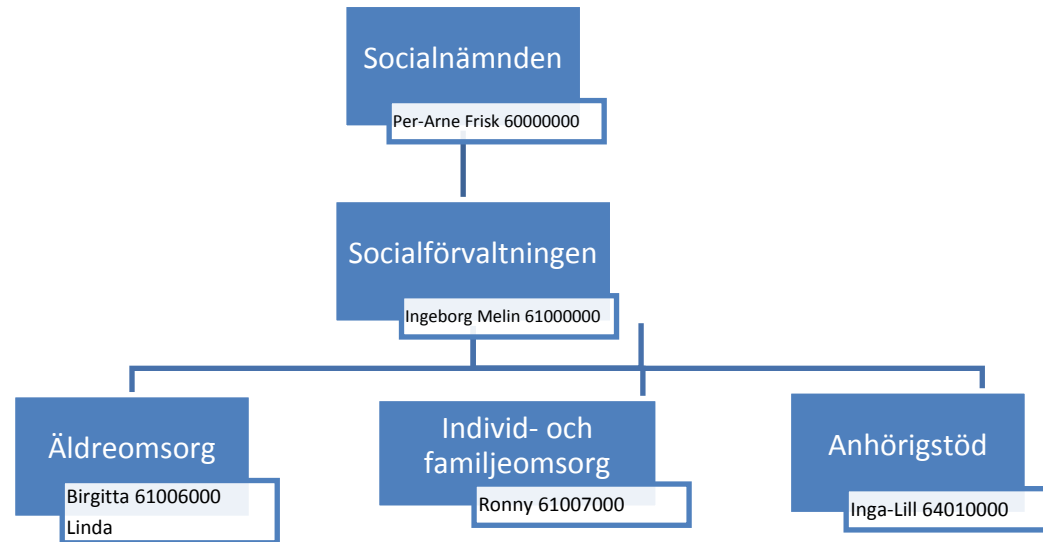 Socialnämnden
Per-Arne Frisk 60000000
Socialförvaltningen
Ingeborg Melin 61000000
Äldreomsorg
Birgitta 61006000
Linda
Individ- och
familjeomsorg
Ronny 61007000
Anhörigstöd
Inga-Lill 64010000